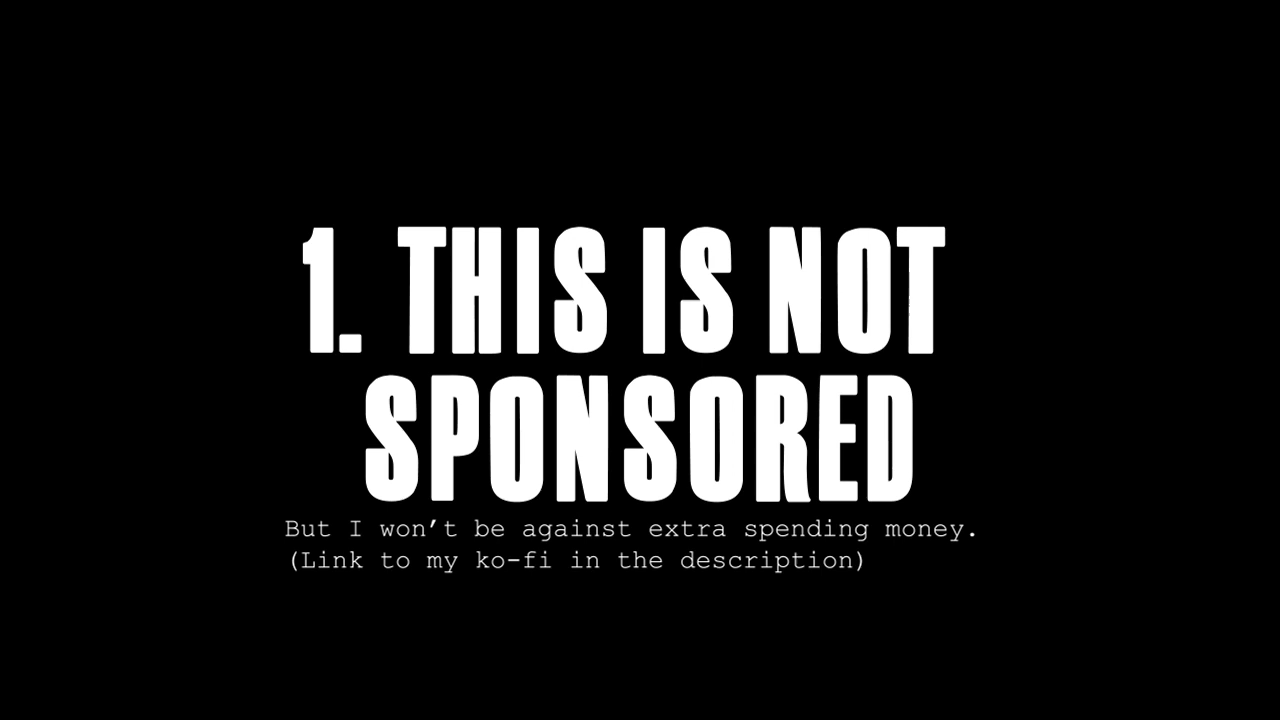 1. THIS IS NOT
SPONSORED
But I won’t be against extra spending money.
(Link to my ko-fi in the description)